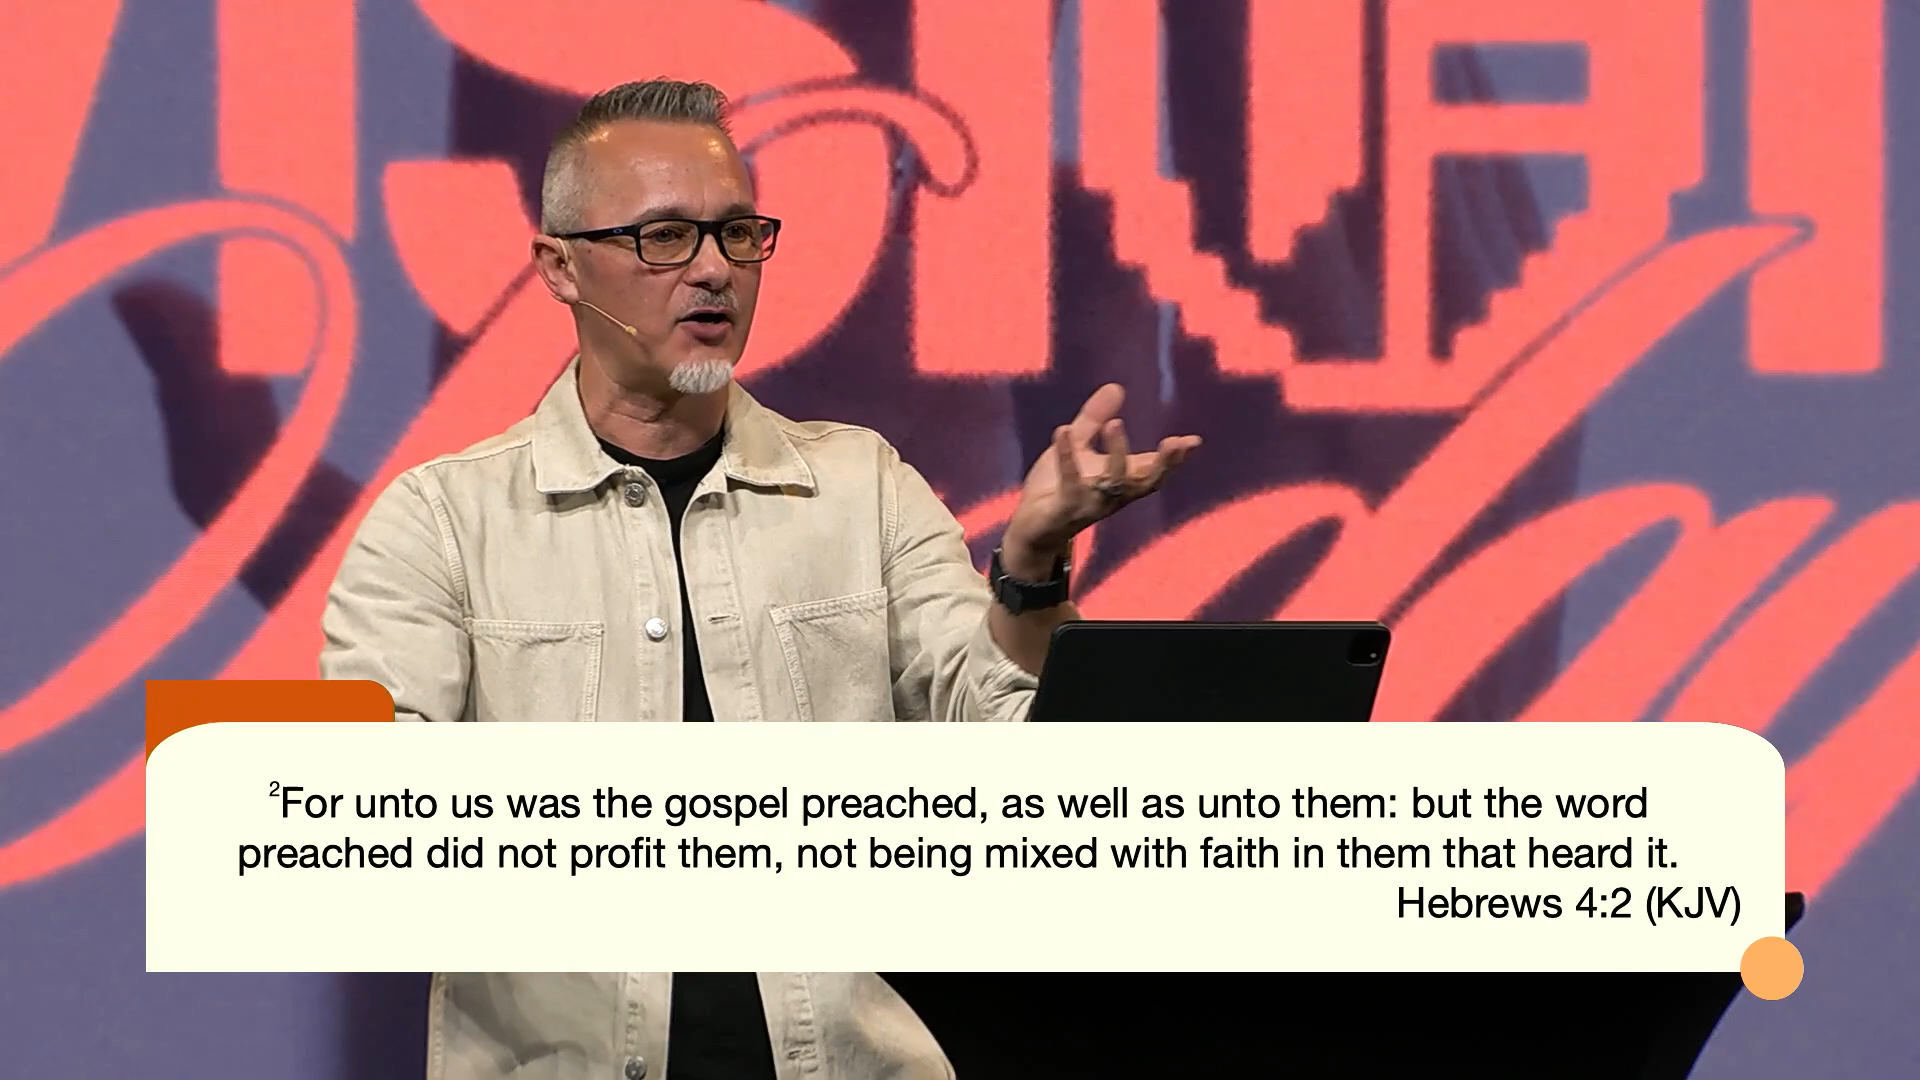 ²For unto us was the gospel preached, as well as unto them: but the word
preached did not profit them, not being mixed with faith in them that heard it.
Hebrews 4:2 (KJV)